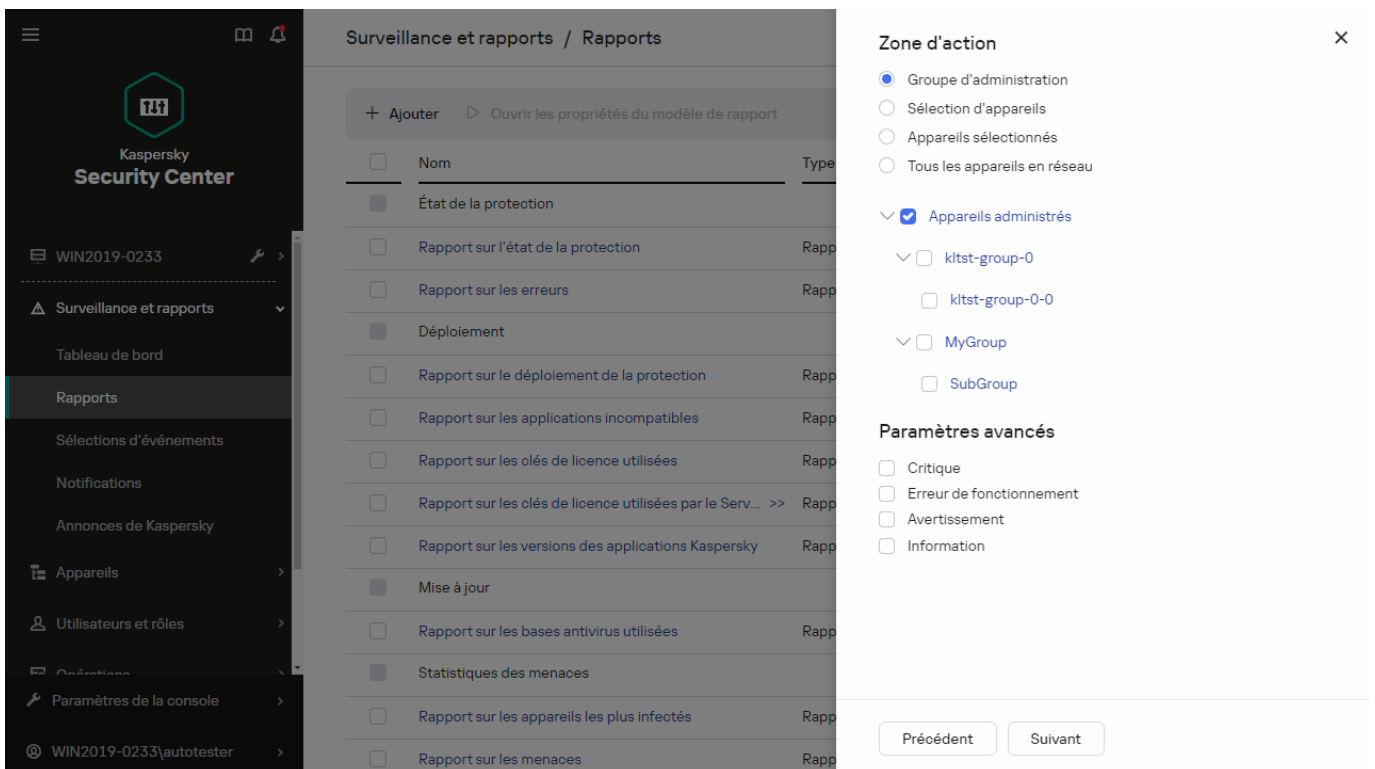 Kaspersky
Security Center
WIN2019-0233
Surveillance et rapports
Tableau de bord
Rapports
Sélections d'événements
Notifications
Annonces de Kaspersky
Appareils
Utilisateurs et rôles
Opérations
Paramètres de la console
WIN2019-0233\autotester
Surveillance et rapports / Rapports
+ Ajouter Ouvrir les propriétés du modèle de rapport
Nom Type
État de la protection
Rapport sur l'état de la protection Rapp
Rapport sur les erreurs Rapp
Déploiement
Rapport sur le déploiement de la protection Rapp
Rapport sur les applications incompatibles Rapp
Rapport sur les clés de licence utilisées Rapp
Rapport sur les clés de licence utilisées par le Serv... >> Rapp
Rapport sur les versions des applications Kaspersky Rapp
Mise à jour
Rapport sur les bases antivirus utilisées Rapp
Statistiques des menaces
Rapport sur les appareils les plus infectés Rapp
Rapport sur les menaces Rapp
Zone d'action
Groupe d'administration
Sélection d'appareils
Appareils sélectionnés
Tous les appareils en réseau
Appareils administrés
kltst-group-0
kltst-group-0-0
MyGroup
SubGroup
Paramètres avancés
Critique
Erreur de fonctionnement
Avertissement
Information
Précédent Suivant